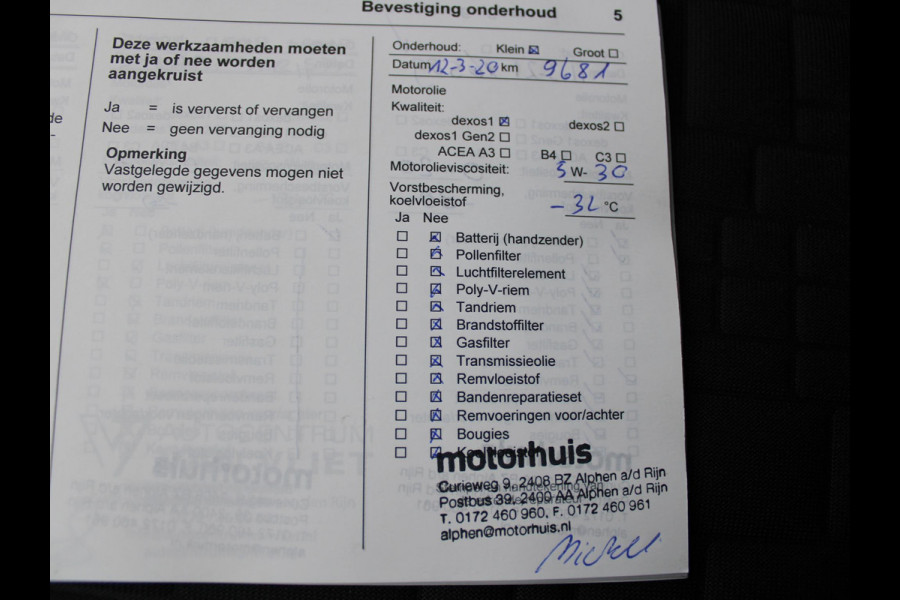 Bevestiging onderhoud 5
Deze werkzaamheden moeten
met ja of nee worden
aangekruist
Ja = is ververst of vervangen
Nee = geen vervanging nodig
Opmerking
Vastgelegde gegevens mogen niet
worden gewijzigd.
Onderhoud: Klein ☒ Groot ☐
Datum 12-3-20 km 9681
Motorolie
Kwaliteit:
dexos1 ☒ dexos2 ☐
dexos1 Gen2 ☐
ACEA A3 ☐ B4 ☐ C3 ☐
Motorolieviscositeit: 5 W- 30
Vorstbescherming,
koelvloeistof -32 °C
Ja Nee
☐ ☒ Batterij (handzender)
☐ ☒ Pollenfilter
☐ ☒ Luchtfilterelement
☐ ☒ Poly-V-riem
☐ ☒ Tandriem
☐ ☒ Brandstoffilter
☐ ☒ Gasfilter
☐ ☒ Transmissieolie
☐ ☒ Remvloeistof
☐ ☒ Bandenreparatieset
☐ ☒ Remvoeringen voor/achter
☐ ☒ Bougies
☐ ☒ Koelvloeistof
motorhuis
Curieweg 9, 2408 BZ Alphen a/d Rijn
Postbus 39, 2400 AA Alphen a/d Rijn
T. 0172 460 960, F. 0172 460 961
alphen@motorhuis.nl